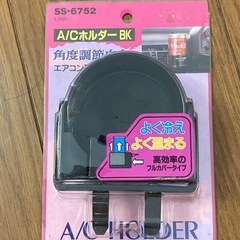 SS-6752
A/Cホルダー BK
角度調節
エアコン
よく冷え
よく温まる
高効率の
フルカバータイプ
A/C HOLDER